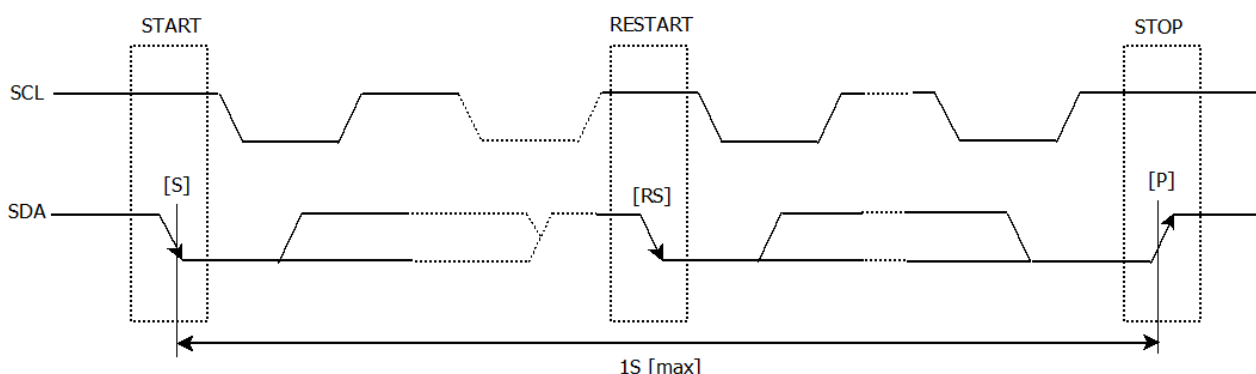 START RESTART STOP
SCL
[S] [RS] [P]
SDA
1S [max]